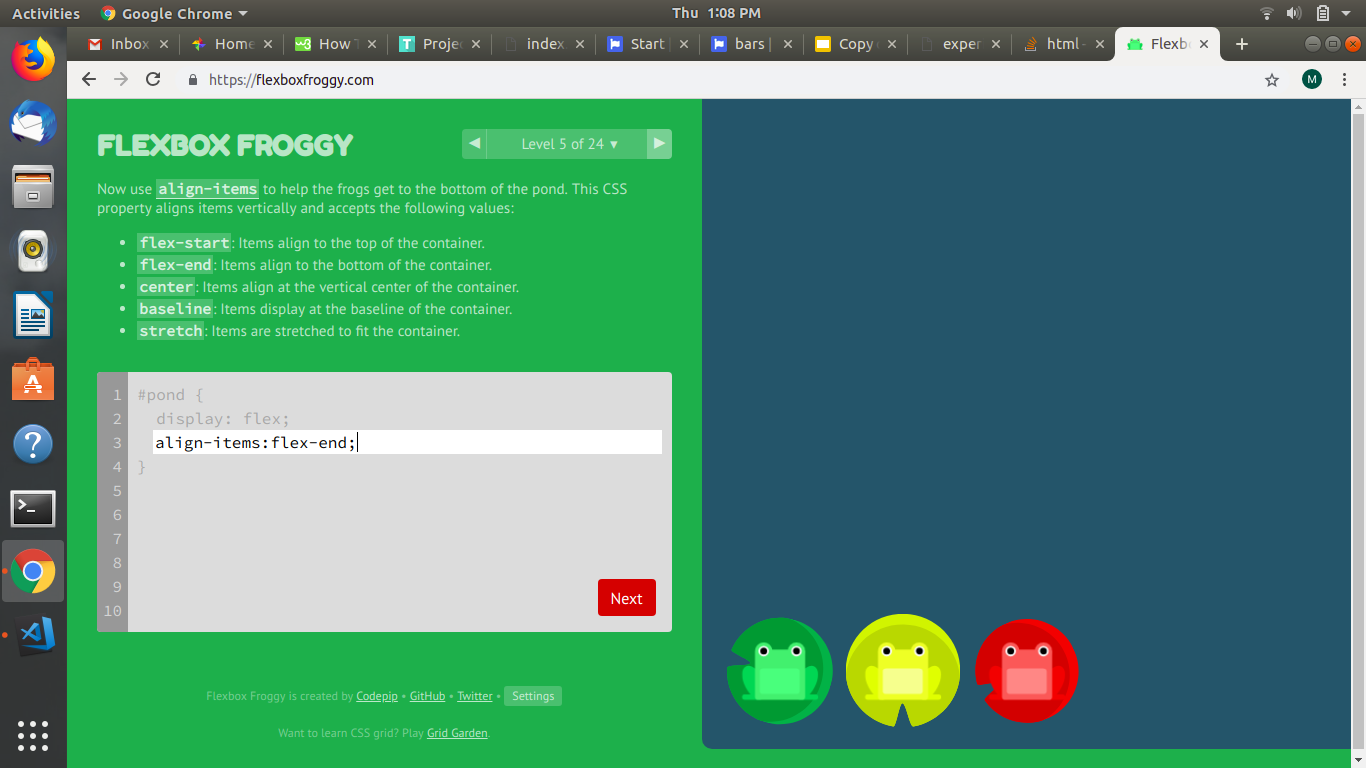 Activities Google Chrome Thu 1:08 PM
Inbox Home How T Proje index Start | bars | Copy exper html - Flexb
https://flexboxfroggy.com M
FLEXBOX FROGGY
◀ Level 5 of 24 ▼ ▶
Now use align-items to help the frogs get to the bottom of the pond. This CSS
property aligns items vertically and accepts the following values:
• flex-start: Items align to the top of the container.
• flex-end: Items align to the bottom of the container.
• center: Items align at the vertical center of the container.
• baseline: Items display at the baseline of the container.
• stretch: Items are stretched to fit the container.
1 #pond {
2 display: flex;
3 align-items:flex-end;
4 }
5
6
7
8
9
10
Next
Flexbox Froggy is created by Codepip • GitHub • Twitter • Settings
Want to learn CSS grid? Play Grid Garden.